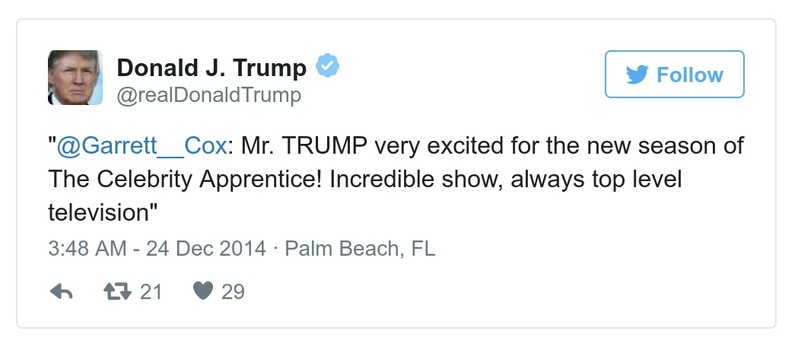 Donald J. Trump
@realDonaldTrump
Follow
"@Garrett__Cox: Mr. TRUMP very excited for the new season of
The Celebrity Apprentice! Incredible show, always top level
television"
3:48 AM - 24 Dec 2014 · Palm Beach, FL
21 29